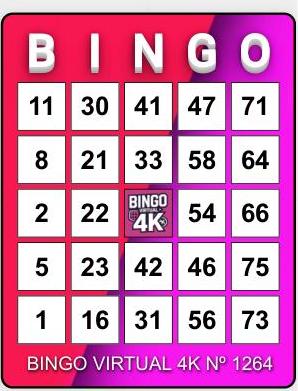 BINGO
11 30 41 47 71
8 21 33 58 64
2 22 BINGO VIRTUAL 4K 54 66
5 23 42 46 75
1 16 31 56 73
BINGO VIRTUAL 4K Nº 1264